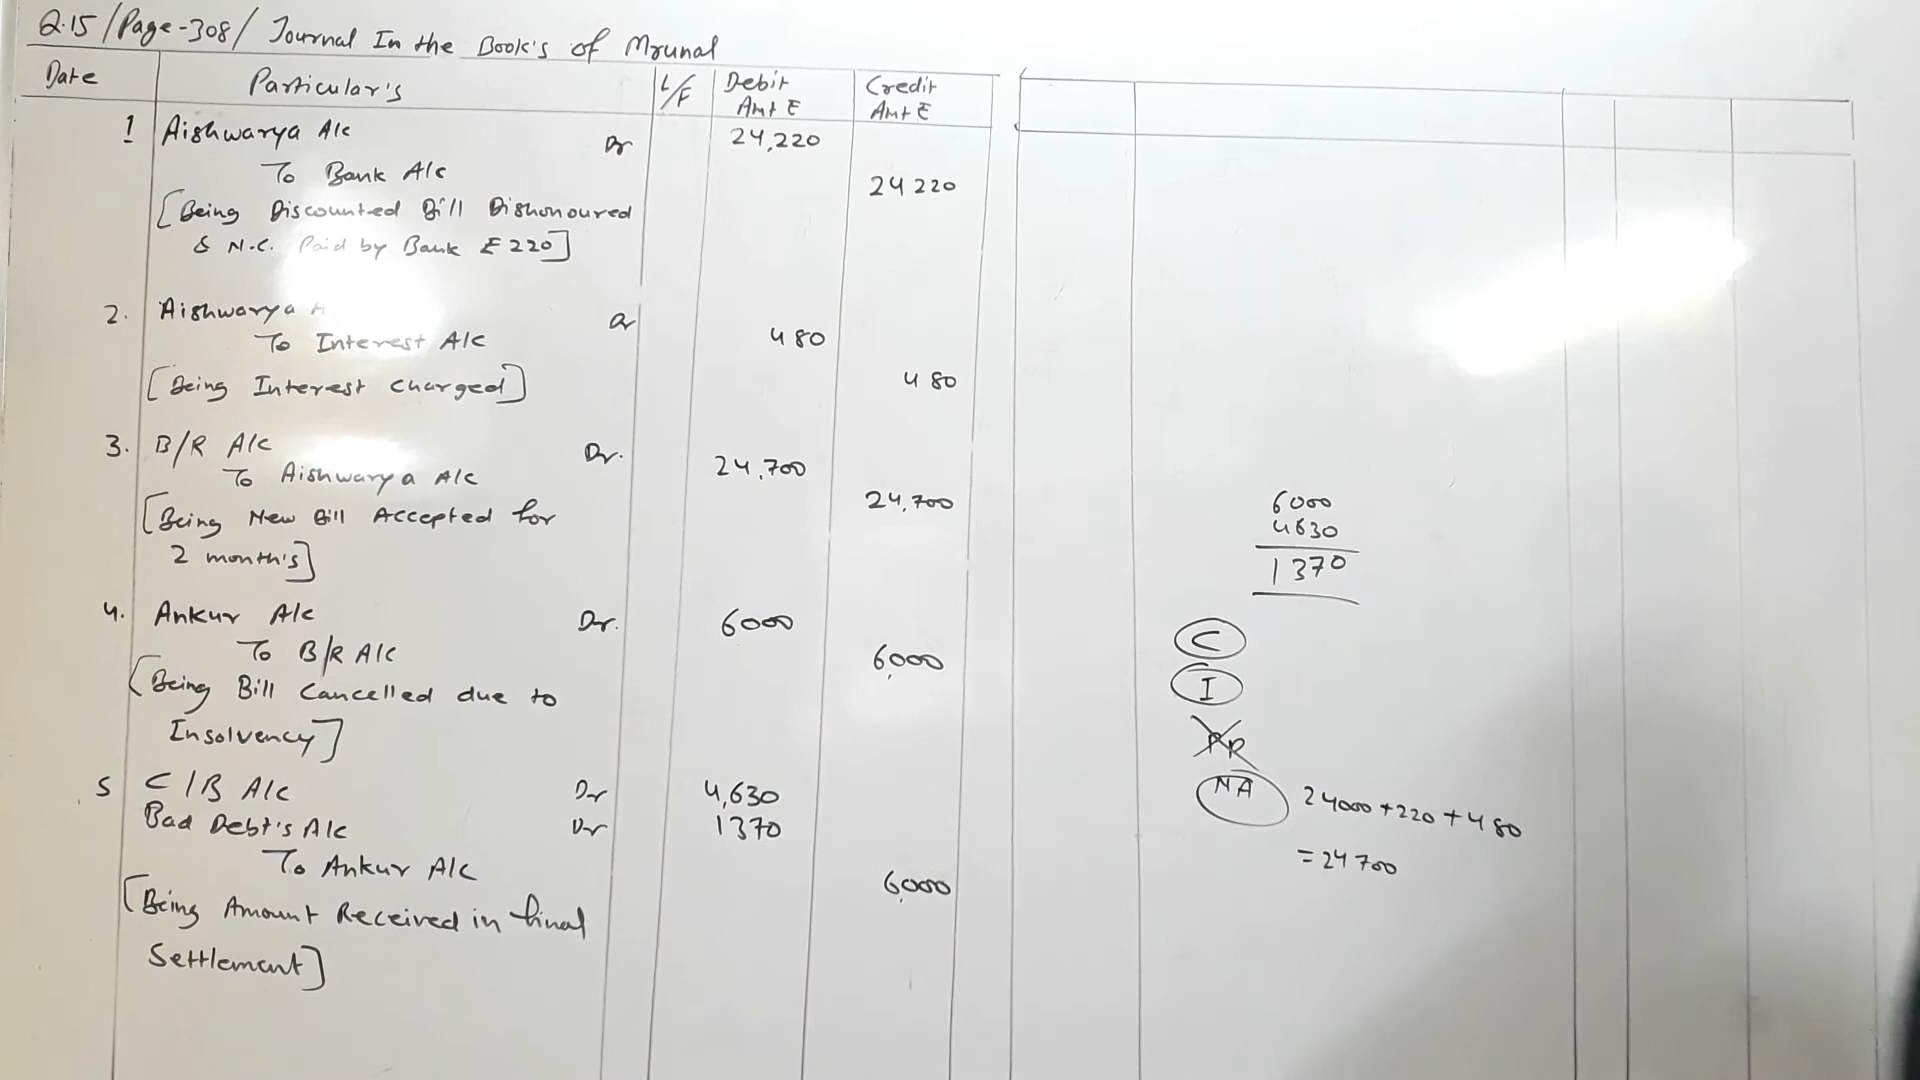 Q.15/Page-308/ Journal In the Book's of Mrunal
Date Particular's L/F Debit Amt ₹ Credit Amt ₹
1 Aishwarya A/c Dr 24,220
To Bank A/c 24220
[Being Discounted Bill Dishonoured
& N.C. Paid by Bank ₹ 220]
2. Aishwarya A Dr 480
To Interest A/c 480
[Being Interest charged]
3. B/R A/c Dr. 24,700
To Aishwarya A/c 24,700
[Being New Bill Accepted for
2 month's]
4. Ankur A/c Dr. 6000
To B/R A/c 6,000
[Being Bill Cancelled due to
Insolvency]
5 C/B A/c Dr 4,630
Bad Debt's A/c Dr 1370
To Ankur A/c 6,000
[Being Amount Received in final
Settlement]
6000
4630
1370
C
I
PR
NA 24000+220+480
=24700